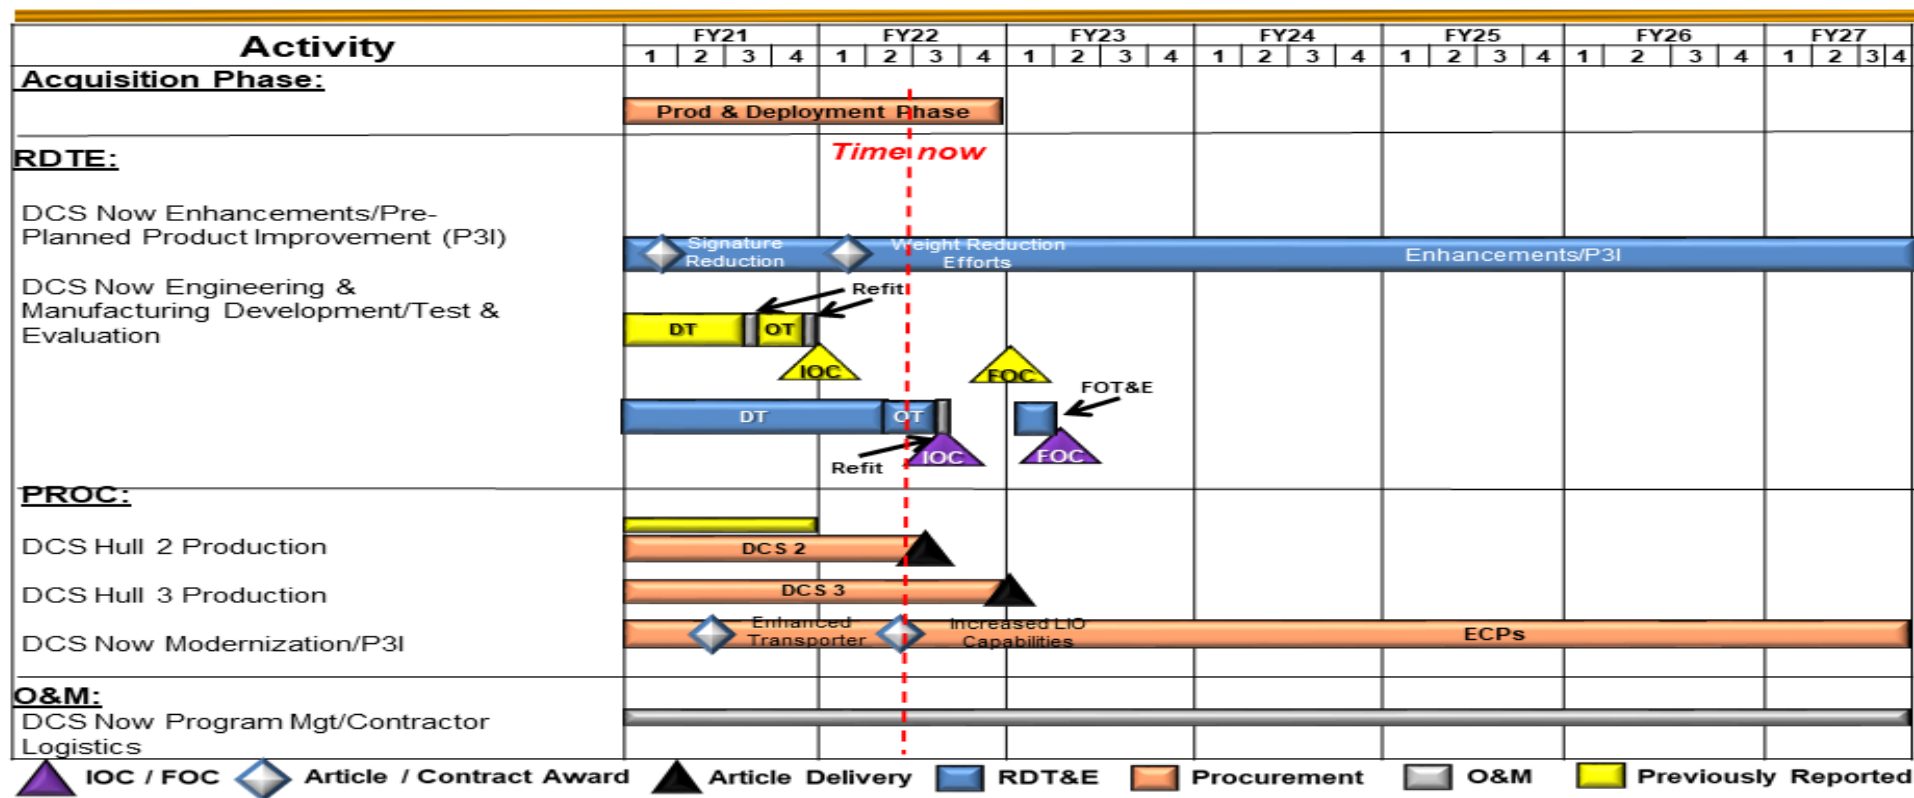 Activity
FY21 FY22 FY23 FY24 FY25 FY26 FY27
1 2 3 4 1 2 3 4 1 2 3 4 1 2 3 4 1 2 3 4 1 2 3 4 1 2 3 4
Acquisition Phase:
Prod & Deployment Phase
RDTE:
Time now
DCS Now Enhancements/Pre-
Planned Product Improvement (P3I)
Signature
Reduction
Weight Reduction
Efforts
Enhancements/P3I
DCS Now Engineering &
Manufacturing Development/Test &
Evaluation
Refit
DT OT
IOC FOC
FOT&E
DT OT
Refit
IOC FOC
PROC:
DCS Hull 2 Production
DCS 2
DCS Hull 3 Production
DCS 3
DCS Now Modernization/P3I
Enhanced
Transporter
Increased LIO
Capabilities
ECPs
O&M:
DCS Now Program Mgt/Contractor
Logistics
IOC / FOC Article / Contract Award Article Delivery RDT&E Procurement O&M Previously Reported